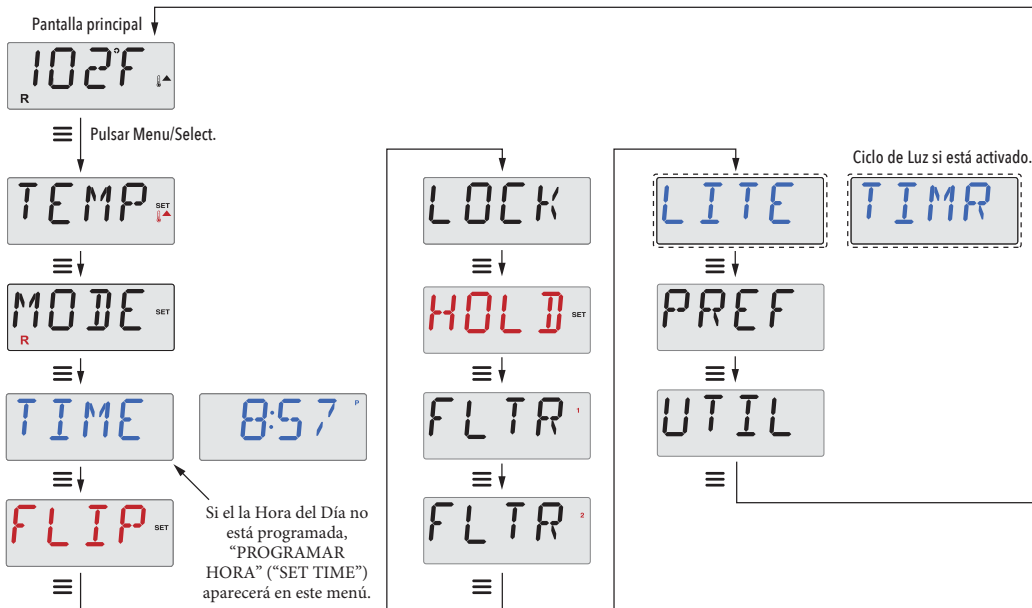 Pantalla principal
102°F
R
Pulsar Menu/Select.
TEMP SET
MODE SET
R
TIME
8:57 P
FLIP SET
Si el la Hora del Día no
está programada,
“PROGRAMAR
HORA” (“SET TIME”)
aparecerá en este menú.
LOCK
HOLD SET
FLTR 1
FLTR 2
LITE
Ciclo de Luz si está activado.
TIMR
PREF
UTIL